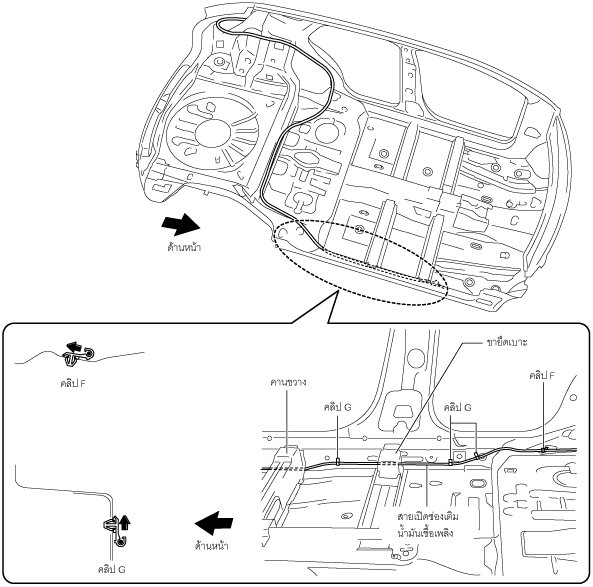 ด้านหน้า
ขายึดเบาะ
คลิป F
คลิป F
คานขวาง
คลิป G
คลิป G
สายเปิดช่องเติม
น้ำมันเชื้อเพลิง
ด้านหน้า
คลิป G